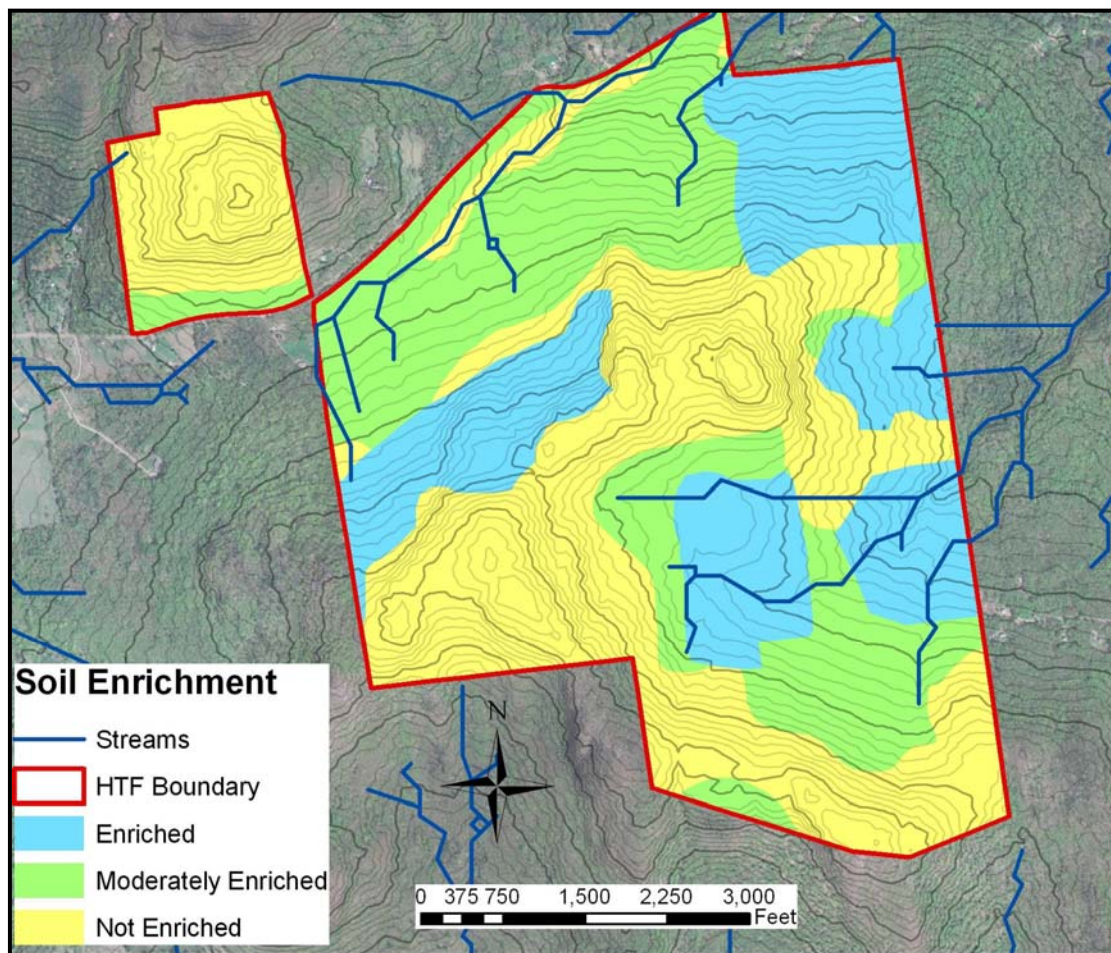 Soil Enrichment
Streams
HTF Boundary
Enriched
Moderately Enriched
Not Enriched
N
0 375 750 1,500 2,250 3,000
Feet